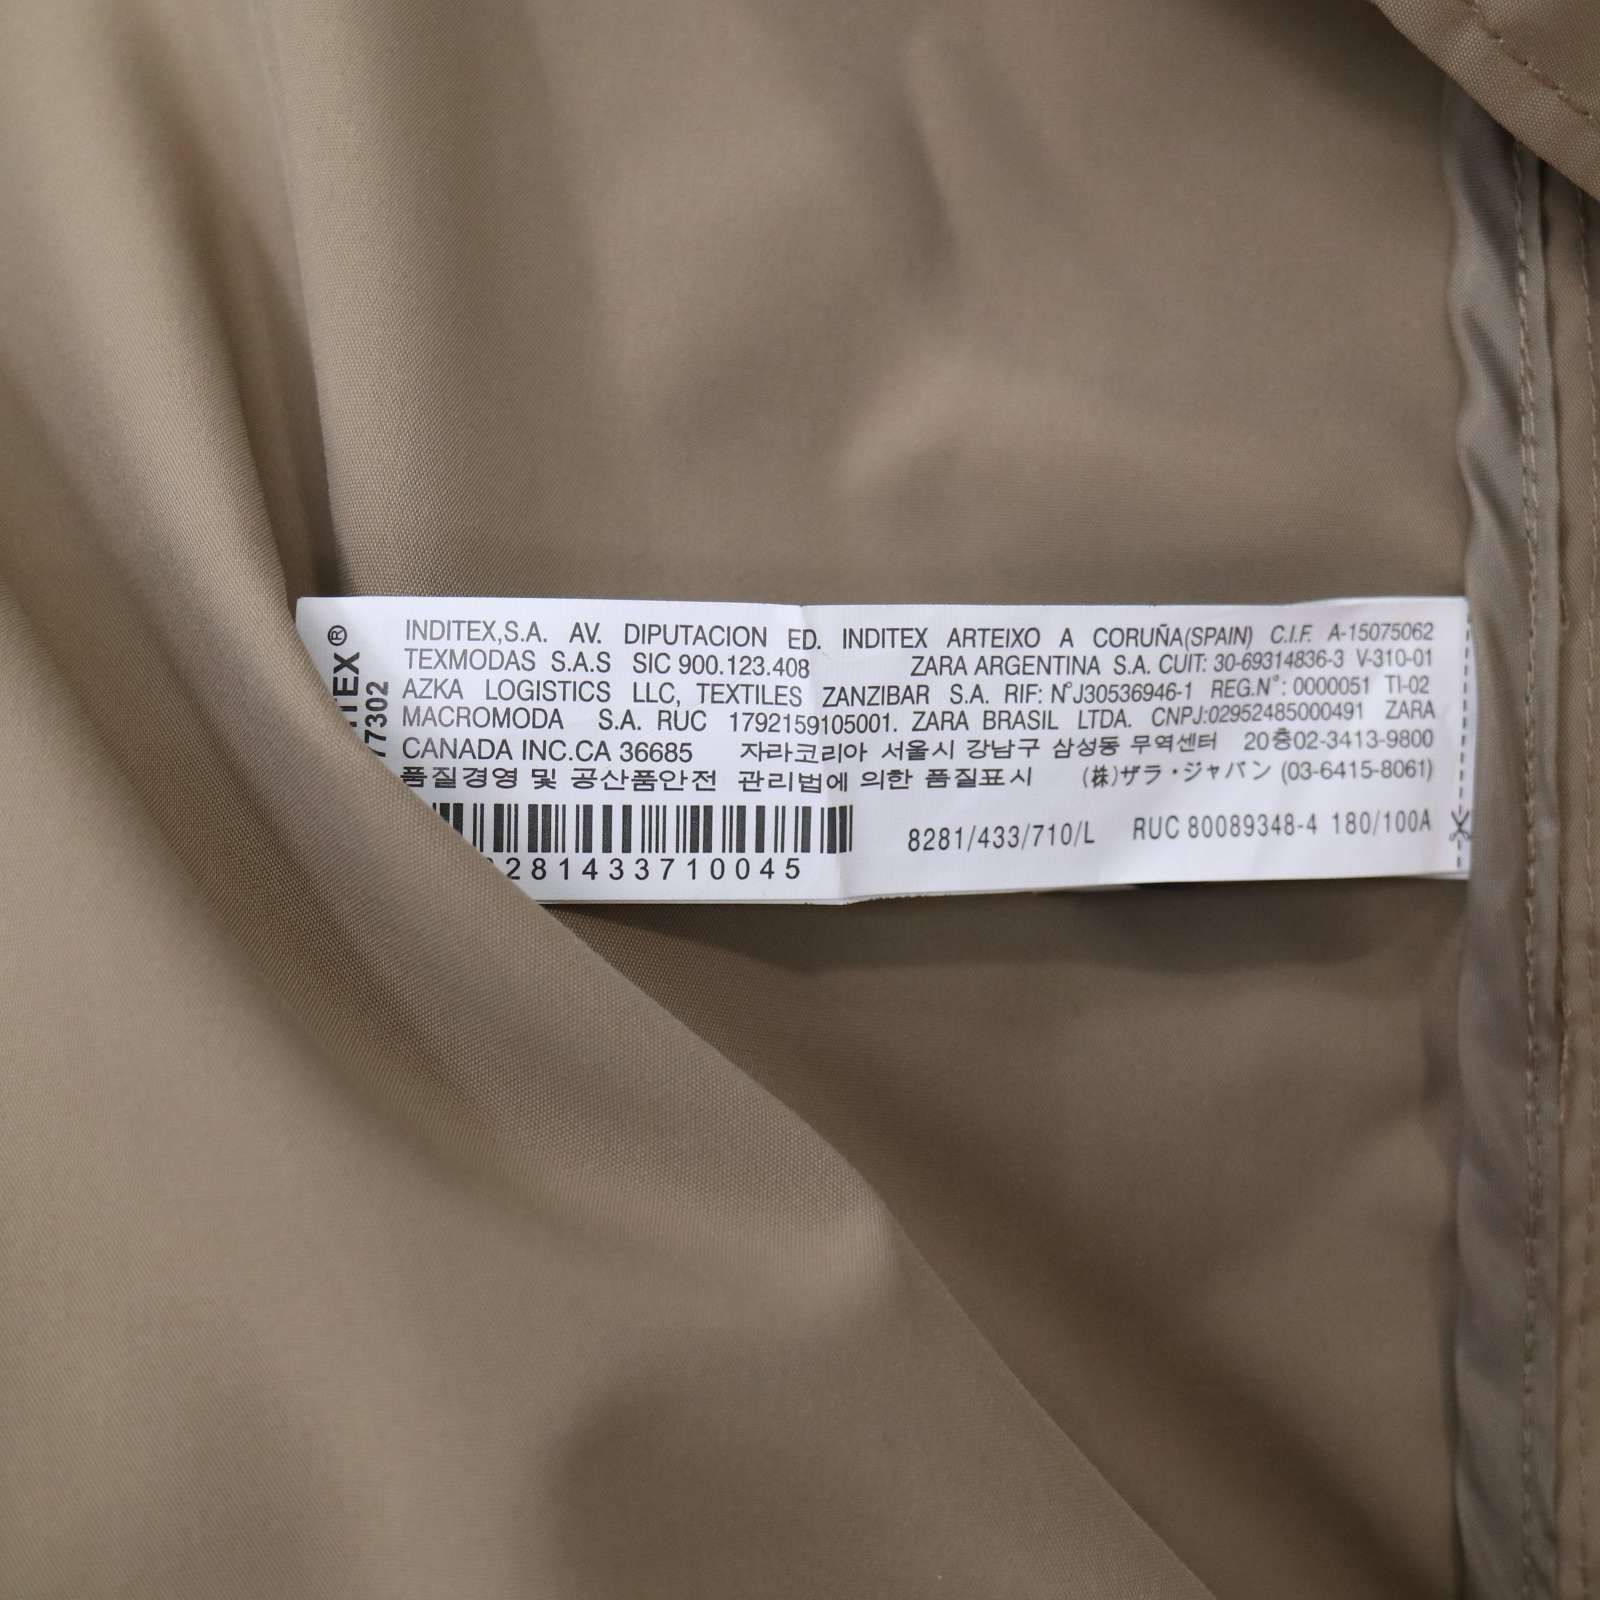 INDITEX,S.A. AV. DIPUTACION ED. INDITEX ARTEIXO A CORUÑA(SPAIN) C.I.F. A-15075062
TEXMODAS S.A.S SIC 900.123.408 ZARA ARGENTINA S.A. CUIT: 30-69314836-3 V-310-01
AZKA LOGISTICS LLC, TEXTILES ZANZIBAR S.A. RIF: N°J30536946-1 REG.N°: 0000051 TI-02
MACROMODA S.A. RUC 1792159105001. ZARA BRASIL LTDA. CNPJ:02952485000491 ZARA
CANADA INC.CA 36685 자라코리아 서울시 강남구 삼성동 무역센터 20층02-3413-9800
품질경영 및 공산품안전 관리법에 의한 품질표시 (株)ザラ・ジャパン (03-6415-8061)
8281/433/710/L RUC 80089348-4 180/100A
281433710045
ITEX®
77302